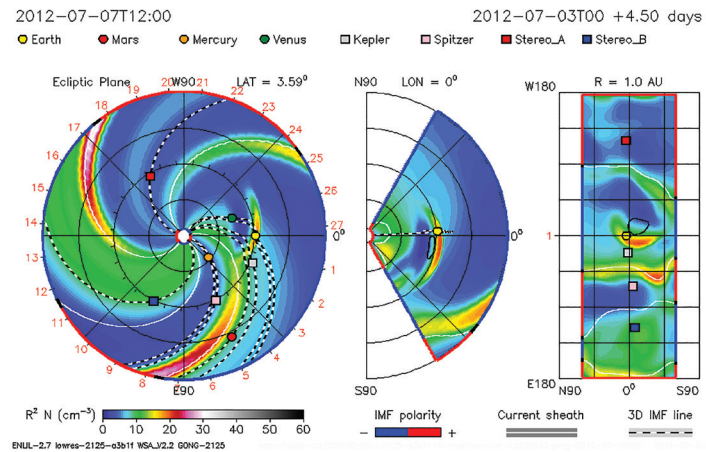 2012-07-07T12:00 2012-07-03T00 +4.50 days
Earth Mars Mercury Venus Kepler Spitzer Stereo_A Stereo_B
Ecliptic Plane W90 LAT = 3.59° N90 LON = 0° W180 R = 1.0 AU
19 20 21 22
18 23
17 24
16 25
15 26
14 27 0° 0° 1
13 1
12 2
11 3
10 4
9 8 7 6 5
E90 S90 E180 N90 0° S90
R² N (cm⁻³)
0 10 20 30 40 50 60
IMF polarity Current sheath 3D IMF line
- +
ENLIL-2.7 lowres-2125-a3b1f WSA_V2.2 GONG-2125